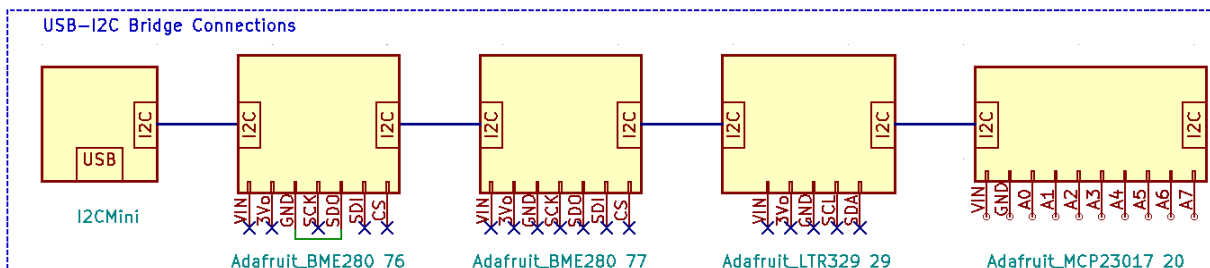 USB-I2C Bridge Connections
I2C
USB
I2CMini
I2C
I2C
VIN
3Vo
GND
SCK
SDO
SDI
CS
Adafruit_BME280 76
I2C
I2C
VIN
3Vo
GND
SCK
SDO
SDI
CS
Adafruit_BME280 77
I2C
I2C
VIN
3Vo
GND
SCL
SDA
Adafruit_LTR329 29
I2C
I2C
VIN
GND
A0
A1
A2
A3
A4
A5
A6
A7
Adafruit_MCP23017 20